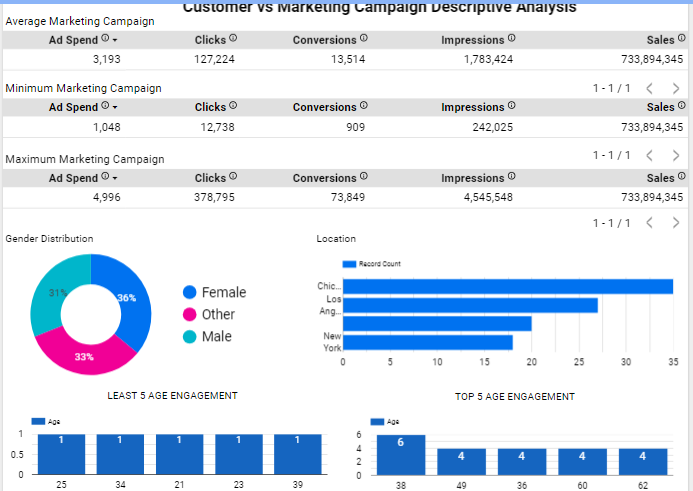 Customer vs Marketing Campaign Descriptive Analysis
Average Marketing Campaign
Ad Spend Clicks Conversions Impressions Sales
3,193 127,224 13,514 1,783,424 733,894,345
Minimum Marketing Campaign 1 - 1 / 1
Ad Spend Clicks Conversions Impressions Sales
1,048 12,738 909 242,025 733,894,345
1 - 1 / 1
Maximum Marketing Campaign
Ad Spend Clicks Conversions Impressions Sales
4,996 378,795 73,849 4,545,548 733,894,345
1 - 1 / 1
Gender Distribution
36%
33%
31%
Female
Other
Male
Location
Record Count
Chic...
Los
Ang...
New
York
0 5 10 15 20 25 30 35
LEAST 5 AGE ENGAGEMENT
Age
1
0.5
0
1 1 1 1 1
25 34 21 23 39
TOP 5 AGE ENGAGEMENT
Age
6
4
2
0
6 4 4 4 4
38 49 36 60 62